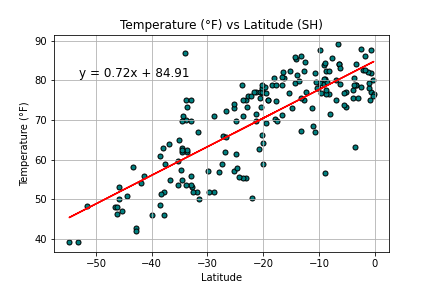 Temperature (°F) vs Latitude (SH)
90
y = 0.72x + 84.91
80
70
60
50
40
Temperature (°F)
−50 −40 −30 −20 −10 0
Latitude